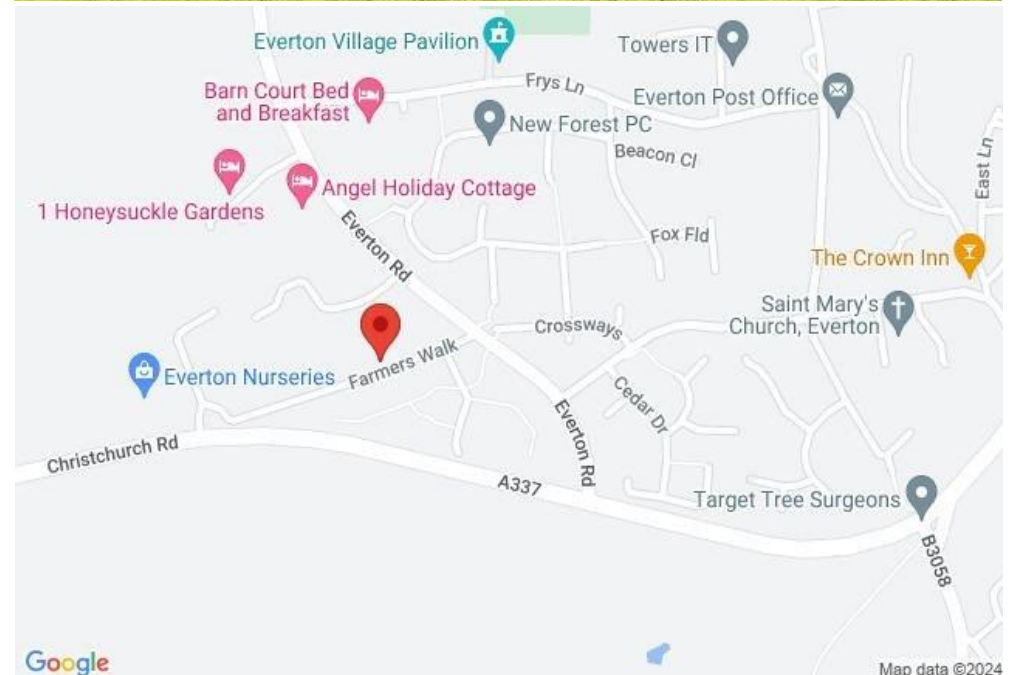 Everton Village Pavilion
Towers IT
Barn Court Bed
and Breakfast
Frys Ln
Everton Post Office
New Forest PC
Beacon Cl
East Ln
1 Honeysuckle Gardens
Angel Holiday Cottage
Everton Rd
Fox Fld
The Crown Inn
Saint Mary's
Church, Everton
Crossways
Farmers Walk
Everton Nurseries
Cedar Dr
Everton Rd
Christchurch Rd
A337
Target Tree Surgeons
B3058
Google
Map data ©2024